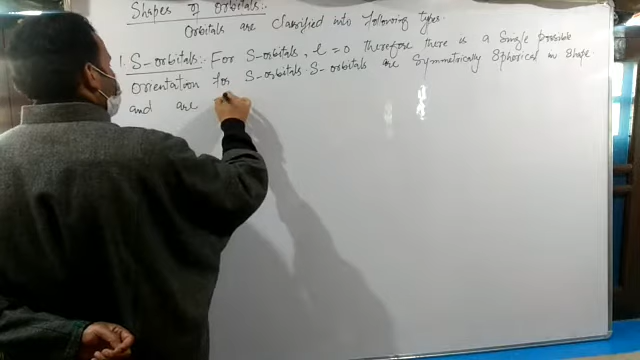 Shapes of Orbitals:-
Orbitals are Classified into following types.
1. S-orbitals:- For S-orbitals, l = 0 Therefore there is a Single possible
Orientation for S-orbitals. S-orbitals are Symmetrically Spherical in Shape
and are